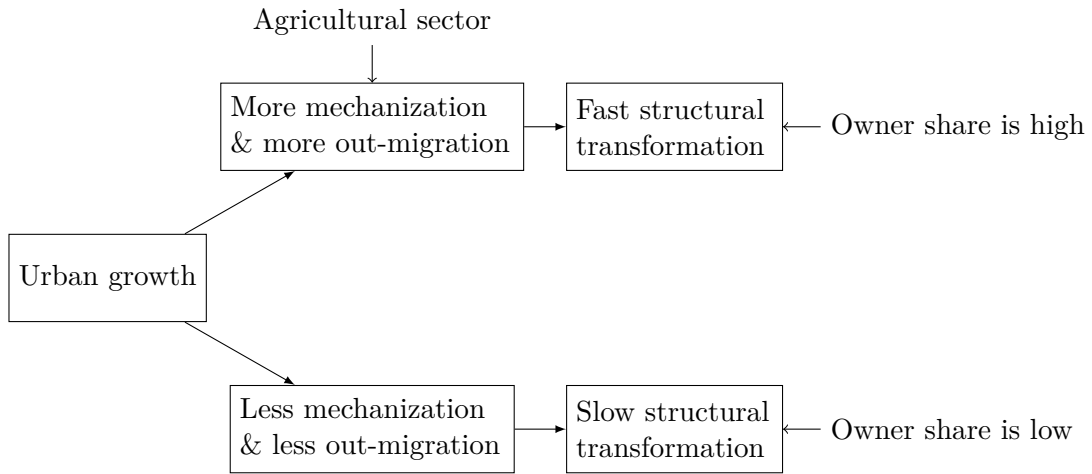 Agricultural sector
More mechanization
& more out-migration
Fast structural
transformation
Owner share is high
Urban growth
Less mechanization
& less out-migration
Slow structural
transformation
Owner share is low